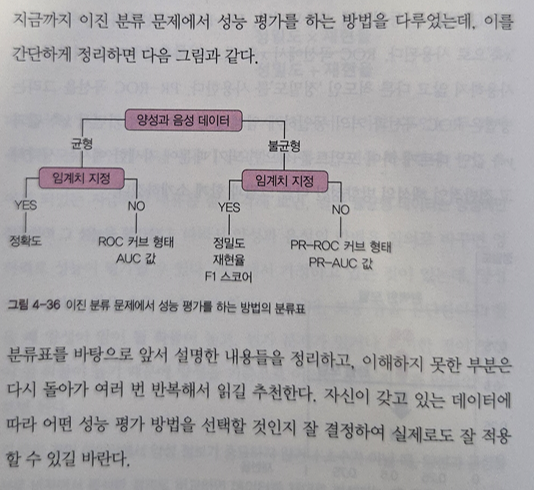 지금까지 이진 분류 문제에서 성능 평가를 하는 방법을 다루었는데, 이를
간단하게 정리하면 다음 그림과 같다.
양성과 음성 데이터
균형
불균형
임계치 지정
임계치 지정
YES
NO
YES
NO
정확도
ROC 커브 형태
AUC 값
정밀도
재현율
F1 스코어
PR-ROC 커브 형태
PR-AUC 값
그림 4-36 이진 분류 문제에서 성능 평가를 하는 방법의 분류표
분류표를 바탕으로 앞서 설명한 내용들을 정리하고, 이해하지 못한 부분은
다시 돌아가 여러 번 반복해서 읽길 추천한다. 자신이 갖고 있는 데이터에
따라 어떤 성능 평가 방법을 선택할 것인지 잘 결정하여 실제로도 잘 적용
할 수 있길 바란다.